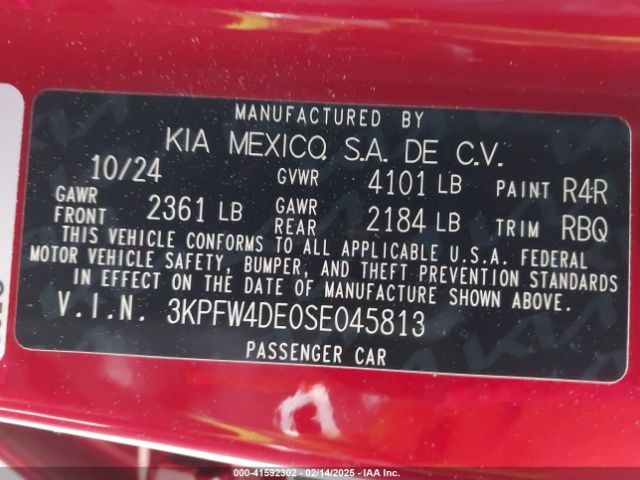 MANUFACTURED BY
KIA MEXICO S.A. DE C.V.
10/24 GVWR 4101 LB PAINT R4R
GAWR FRONT 2361 LB GAWR REAR 2184 LB TRIM RBQ
THIS VEHICLE CONFORMS TO ALL APPLICABLE U.S.A. FEDERAL
MOTOR VEHICLE SAFETY, BUMPER, AND THEFT PREVENTION STANDARDS
IN EFFECT ON THE DATE OF MANUFACTURE SHOWN ABOVE.
V.I.N. 3KPFW4DE0SE045813
PASSENGER CAR
000-41592302 - 02/14/2025 - IAA Inc.